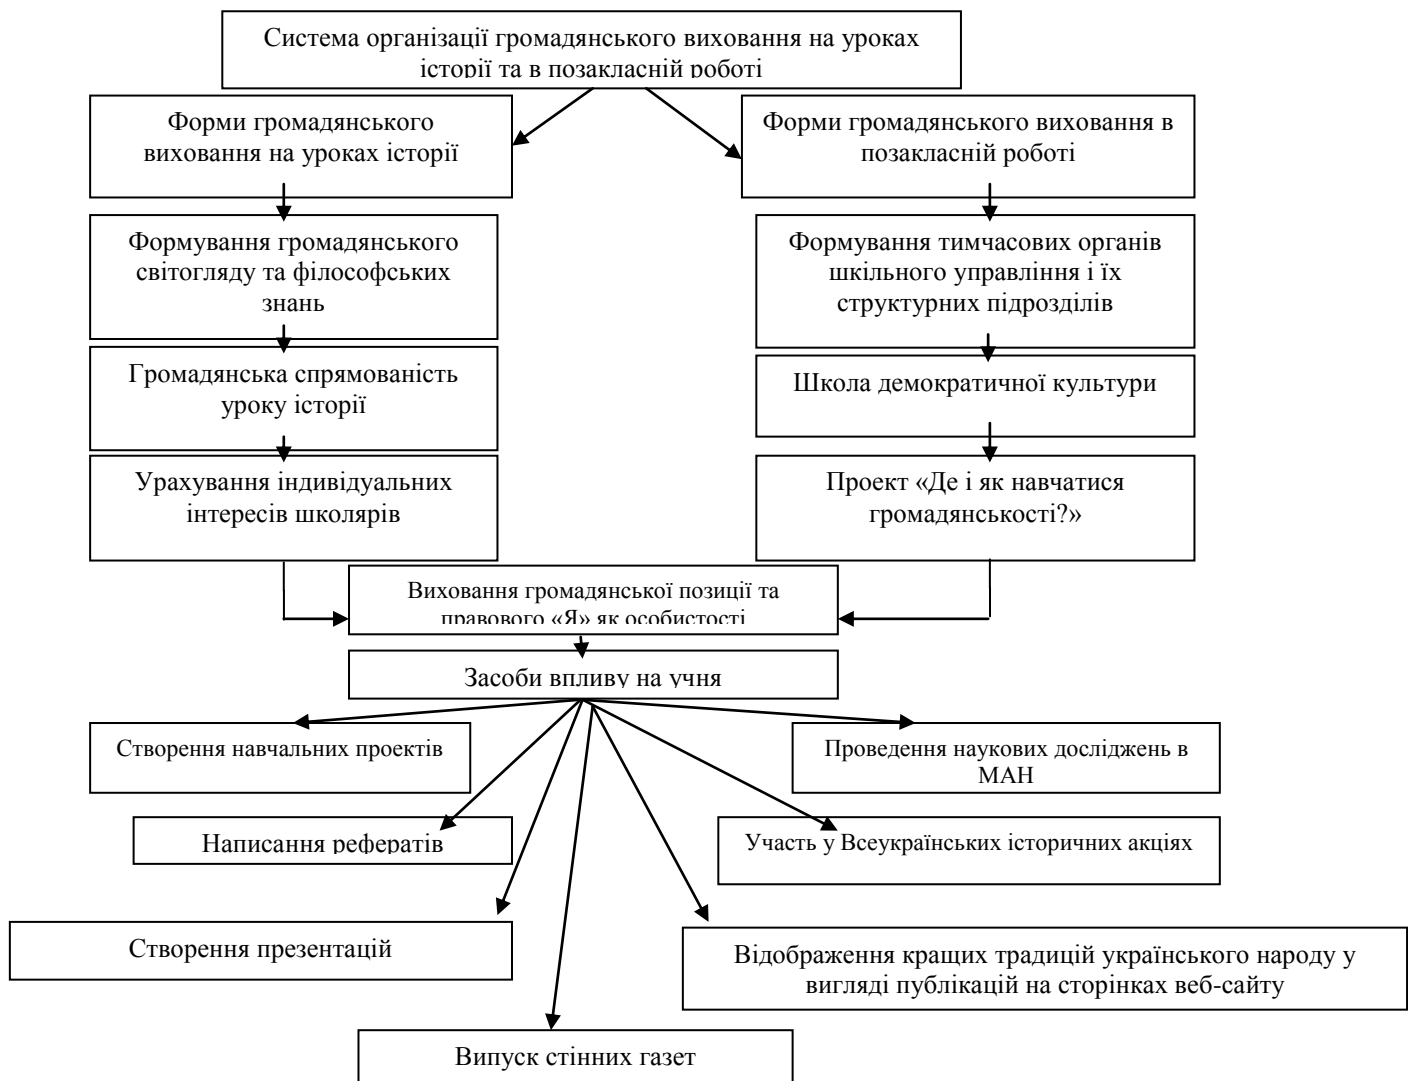 Система організації громадянського виховання на уроках
історії та в позакласній роботі
Форми громадянського
виховання на уроках історії
Форми громадянського виховання в
позакласній роботі
Формування громадянського
світогляду та філософських
знань
Формування тимчасових органів
шкільного управління і їх
структурних підрозділів
Громадянська спрямованість
уроку історії
Школа демократичної культури
Урахування індивідуальних
інтересів школярів
Проект «Де і як навчатися
громадянськості?»
Виховання громадянської позиції та
правового «Я» як особистості
Засоби впливу на учня
Створення навчальних проектів
Проведення наукових досліджень в
МАН
Написання рефератів
Участь у Всеукраїнських історичних акціях
Створення презентацій
Відображення кращих традицій українського народу у
вигляді публікацій на сторінках веб-сайту
Випуск стінних газет